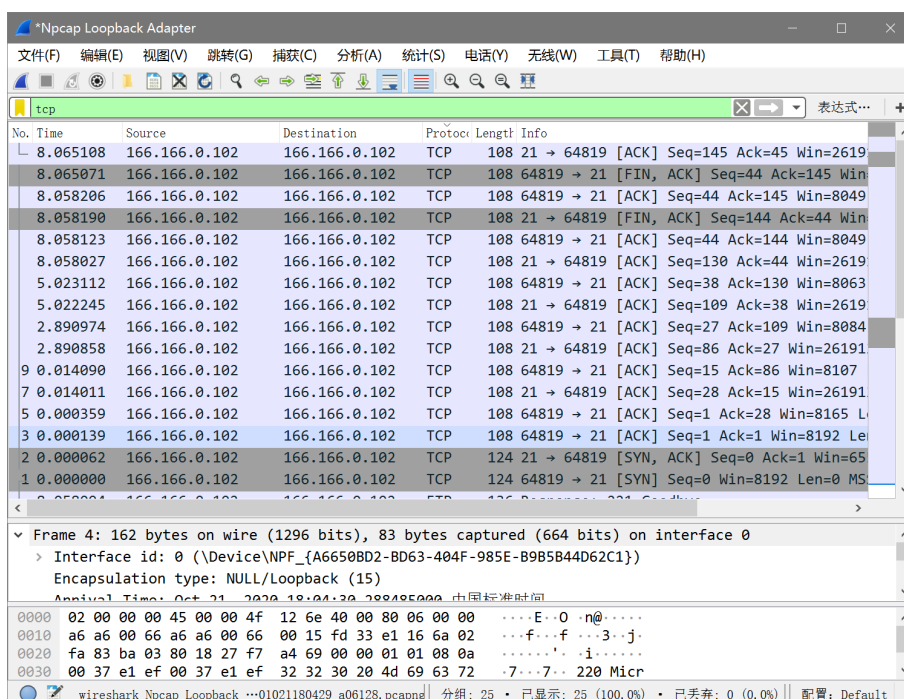 *Npcap Loopback Adapter
文件(F) 编辑(E) 视图(V) 跳转(G) 捕获(C) 分析(A) 统计(S) 电话(Y) 无线(W) 工具(T) 帮助(H)
tcp 表达式… +
No. Time Source Destination Protocc Length Info
8.065108 166.166.0.102 166.166.0.102 TCP 108 21 → 64819 [ACK] Seq=145 Ack=45 Win=2619
8.065071 166.166.0.102 166.166.0.102 TCP 108 64819 → 21 [FIN, ACK] Seq=44 Ack=145 Win=
8.058206 166.166.0.102 166.166.0.102 TCP 108 64819 → 21 [ACK] Seq=44 Ack=145 Win=8049
8.058190 166.166.0.102 166.166.0.102 TCP 108 21 → 64819 [FIN, ACK] Seq=144 Ack=44 Win
8.058123 166.166.0.102 166.166.0.102 TCP 108 64819 → 21 [ACK] Seq=44 Ack=144 Win=8049
8.058027 166.166.0.102 166.166.0.102 TCP 108 21 → 64819 [ACK] Seq=130 Ack=44 Win=2619
5.023112 166.166.0.102 166.166.0.102 TCP 108 64819 → 21 [ACK] Seq=38 Ack=130 Win=8063
5.022245 166.166.0.102 166.166.0.102 TCP 108 21 → 64819 [ACK] Seq=109 Ack=38 Win=2619
2.890974 166.166.0.102 166.166.0.102 TCP 108 64819 → 21 [ACK] Seq=27 Ack=109 Win=8084
2.890858 166.166.0.102 166.166.0.102 TCP 108 21 → 64819 [ACK] Seq=86 Ack=27 Win=26191
9 0.014090 166.166.0.102 166.166.0.102 TCP 108 64819 → 21 [ACK] Seq=15 Ack=86 Win=8107
7 0.014011 166.166.0.102 166.166.0.102 TCP 108 21 → 64819 [ACK] Seq=28 Ack=15 Win=26191
5 0.000359 166.166.0.102 166.166.0.102 TCP 108 64819 → 21 [ACK] Seq=1 Ack=28 Win=8165 L
3 0.000139 166.166.0.102 166.166.0.102 TCP 108 64819 → 21 [ACK] Seq=1 Ack=1 Win=8192 Le
2 0.000062 166.166.0.102 166.166.0.102 TCP 124 21 → 64819 [SYN, ACK] Seq=0 Ack=1 Win=65
1 0.000000 166.166.0.102 166.166.0.102 TCP 124 64819 → 21 [SYN] Seq=0 Win=8192 Len=0 MS
Frame 4: 162 bytes on wire (1296 bits), 83 bytes captured (664 bits) on interface 0
Interface id: 0 (\Device\NPF_{A6650BD2-BD63-404F-985E-B9B5B44D62C1})
Encapsulation type: NULL/Loopback (15)
Arrival Time: Oct 21, 2020 18:04:30.288485000 中国标准时间
0000 02 00 00 00 45 00 00 4f 12 6e 40 00 80 06 00 00 ····E··O ·n@·····
0010 a6 a6 00 66 a6 a6 00 66 00 15 fd 33 e1 16 6a 02 ···f···f ···3··j·
0020 fa 83 ba 03 80 18 27 f7 a4 69 00 00 01 01 08 0a ······'· ·i······
0030 00 37 e1 ef 00 37 e1 ef 32 32 30 20 4d 69 63 72 ·7···7·· 220 Micr
wireshark_Npcap Loopback …01021180429_a06128.pcapng 分组: 25 • 已显示: 25 (100.0%) • 已丢弃: 0 (0.0%) 配置: Default